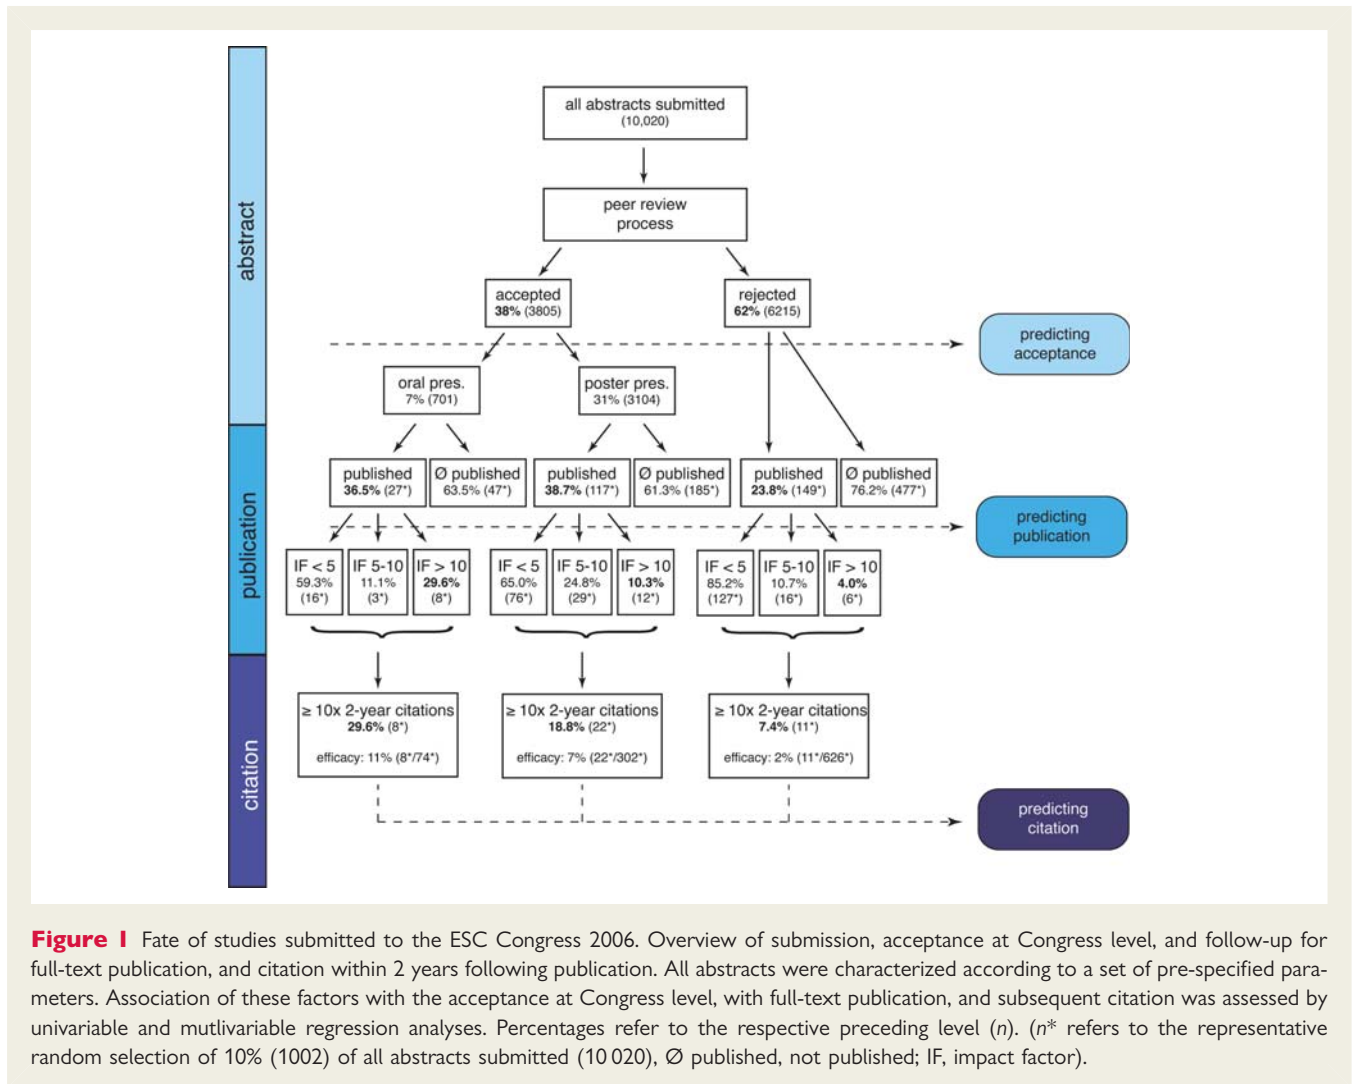 abstract
publication
citation
all abstracts submitted
(10,020)
peer review
process
accepted
38% (3805)
rejected
62% (6215)
predicting
acceptance
oral pres.
7% (701)
poster pres.
31% (3104)
published
36.5% (27*)
Ø published
63.5% (47*)
published
38.7% (117*)
Ø published
61.3% (185*)
published
23.8% (149*)
Ø published
76.2% (477*)
predicting
publication
IF < 5
59.3%
(16*)
IF 5-10
11.1%
(3*)
IF > 10
29.6%
(8*)
IF < 5
65.0%
(76*)
IF 5-10
24.8%
(29*)
IF > 10
10.3%
(12*)
IF < 5
85.2%
(127*)
IF 5-10
10.7%
(16*)
IF > 10
4.0%
(6*)
≥ 10x 2-year citations
29.6% (8*)
efficacy: 11% (8*/74*)
≥ 10x 2-year citations
18.8% (22*)
efficacy: 7% (22*/302*)
≥ 10x 2-year citations
7.4% (11*)
efficacy: 2% (11*/626*)
predicting
citation
Figure 1 Fate of studies submitted to the ESC Congress 2006. Overview of submission, acceptance at Congress level, and follow-up for
full-text publication, and citation within 2 years following publication. All abstracts were characterized according to a set of pre-specified para-
meters. Association of these factors with the acceptance at Congress level, with full-text publication, and subsequent citation was assessed by
univariable and mutlivariable regression analyses. Percentages refer to the respective preceding level (n). (n* refers to the representative
random selection of 10% (1002) of all abstracts submitted (10 020), Ø published, not published; IF, impact factor).